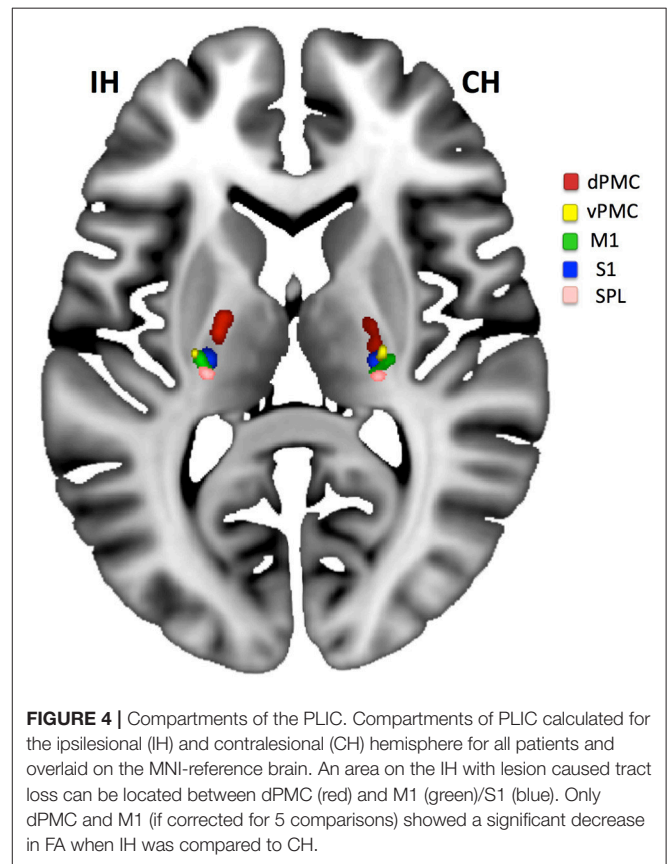 IH
CH
dPMC
vPMC
M1
S1
SPL
FIGURE 4 | Compartments of the PLIC. Compartments of PLIC calculated for
the ipsilesional (IH) and contralesional (CH) hemisphere for all patients and
overlaid on the MNI-reference brain. An area on the IH with lesion caused tract
loss can be located between dPMC (red) and M1 (green)/S1 (blue). Only
dPMC and M1 (if corrected for 5 comparisons) showed a significant decrease
in FA when IH was compared to CH.